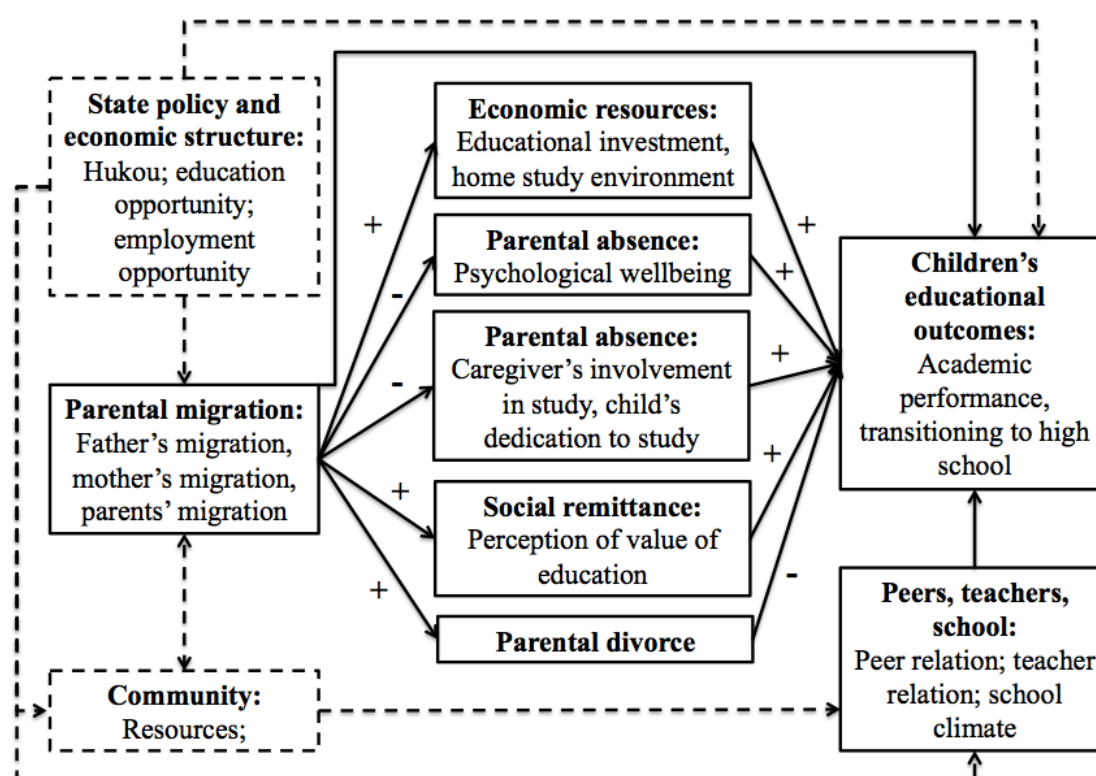 State policy and
economic structure:
Hukou; education
opportunity;
employment
opportunity
Parental migration:
Father's migration,
mother's migration,
parents' migration
Community:
Resources;
+
-
-
+
+
Economic resources:
Educational investment,
home study environment
Parental absence:
Psychological wellbeing
Parental absence:
Caregiver's involvement
in study, child's
dedication to study
Social remittance:
Perception of value of
education
Parental divorce
+
+
+
+
-
Children's
educational
outcomes:
Academic
performance,
transitioning to high
school
Peers, teachers,
school:
Peer relation; teacher
relation; school
climate